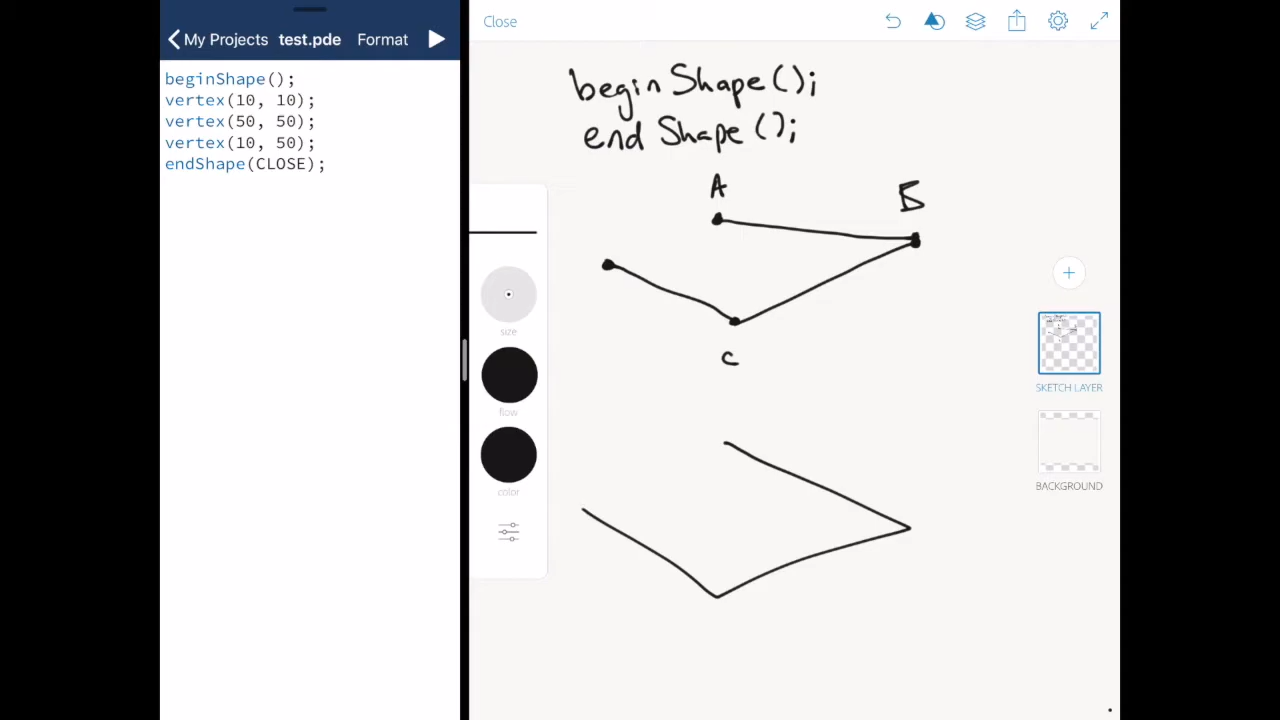 My Projects test.pde Format
beginShape();
vertex(10, 10);
vertex(50, 50);
vertex(10, 50);
endShape(CLOSE);
Close
begin Shape();
end Shape ();
A
B
C
size
flow
color
SKETCH LAYER
BACKGROUND